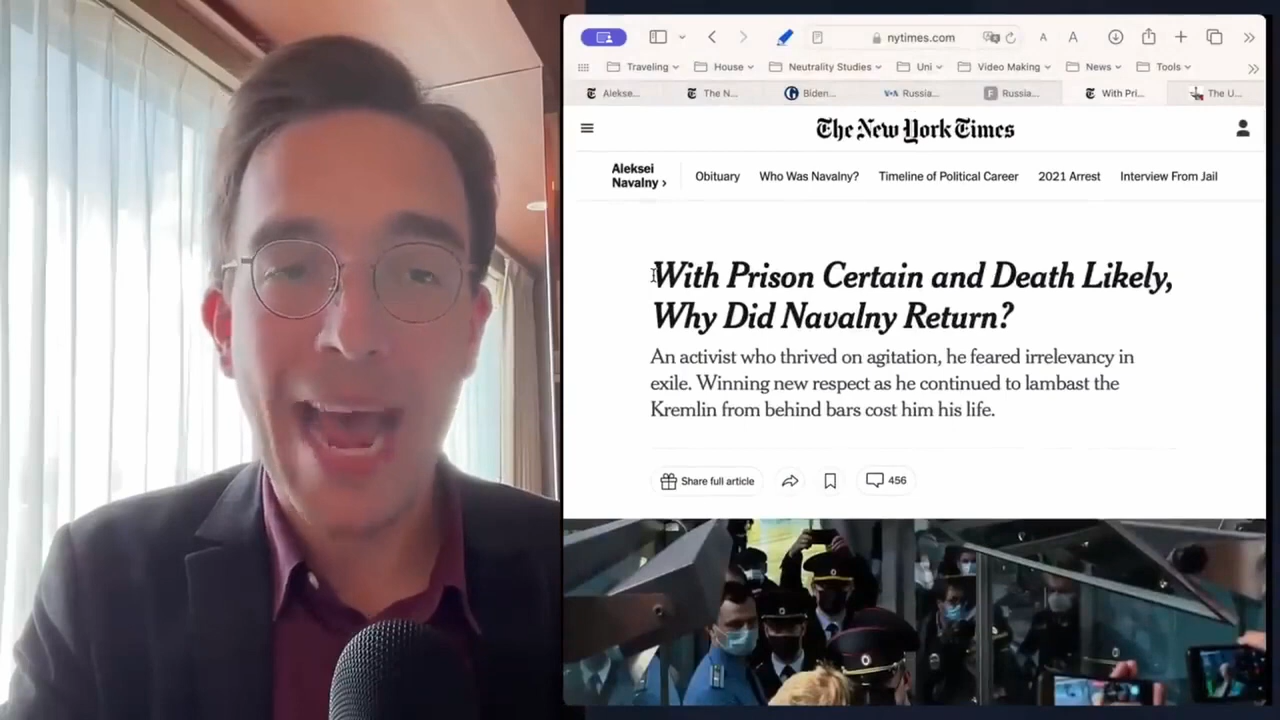 nytimes.com
A A
Traveling House Neutrality Studies Uni Video Making News Tools
Alekse... The N... Biden... VOA Russia... F Russia... With Pri... The U...
The New York Times
Aleksei
Navalny ›
Obituary Who Was Navalny? Timeline of Political Career 2021 Arrest Interview From Jail
With Prison Certain and Death Likely,
Why Did Navalny Return?
An activist who thrived on agitation, he feared irrelevancy in
exile. Winning new respect as he continued to lambast the
Kremlin from behind bars cost him his life.
Share full article 456